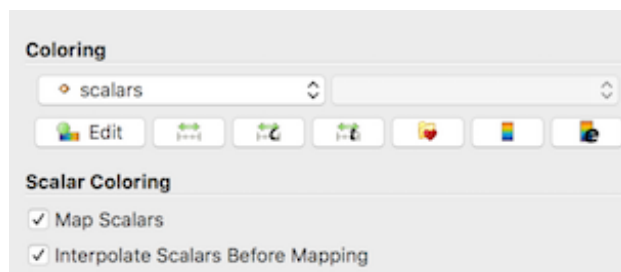 Coloring
scalars
Edit
Scalar Coloring
Map Scalars
Interpolate Scalars Before Mapping